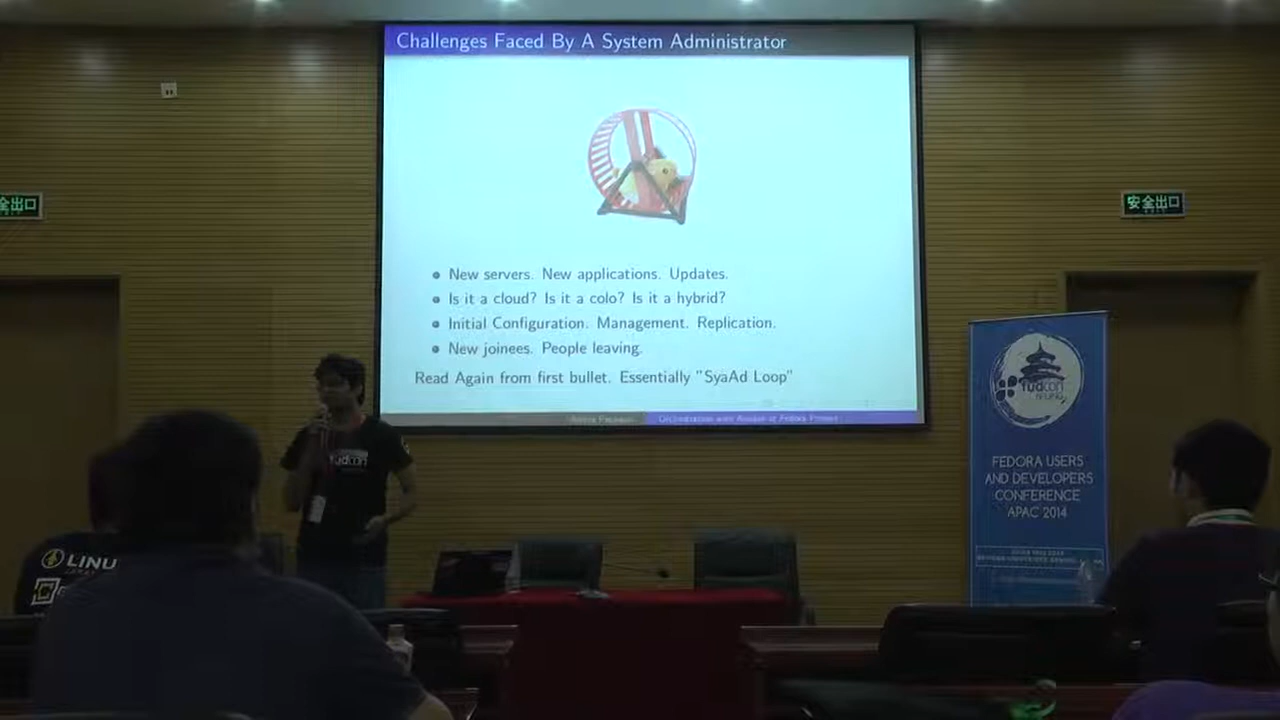 Challenges Faced By A System Administrator
New servers. New applications. Updates.
Is it a cloud? Is it a colo? Is it a hybrid?
Initial Configuration. Management. Replication.
New joinees. People leaving.
Read Again from first bullet. Essentially "SyaAd Loop"
全出口
安全出口
fudcon
FEDORA USERS
AND DEVELOPERS
CONFERENCE
APAC 2014
fudcon
LINU